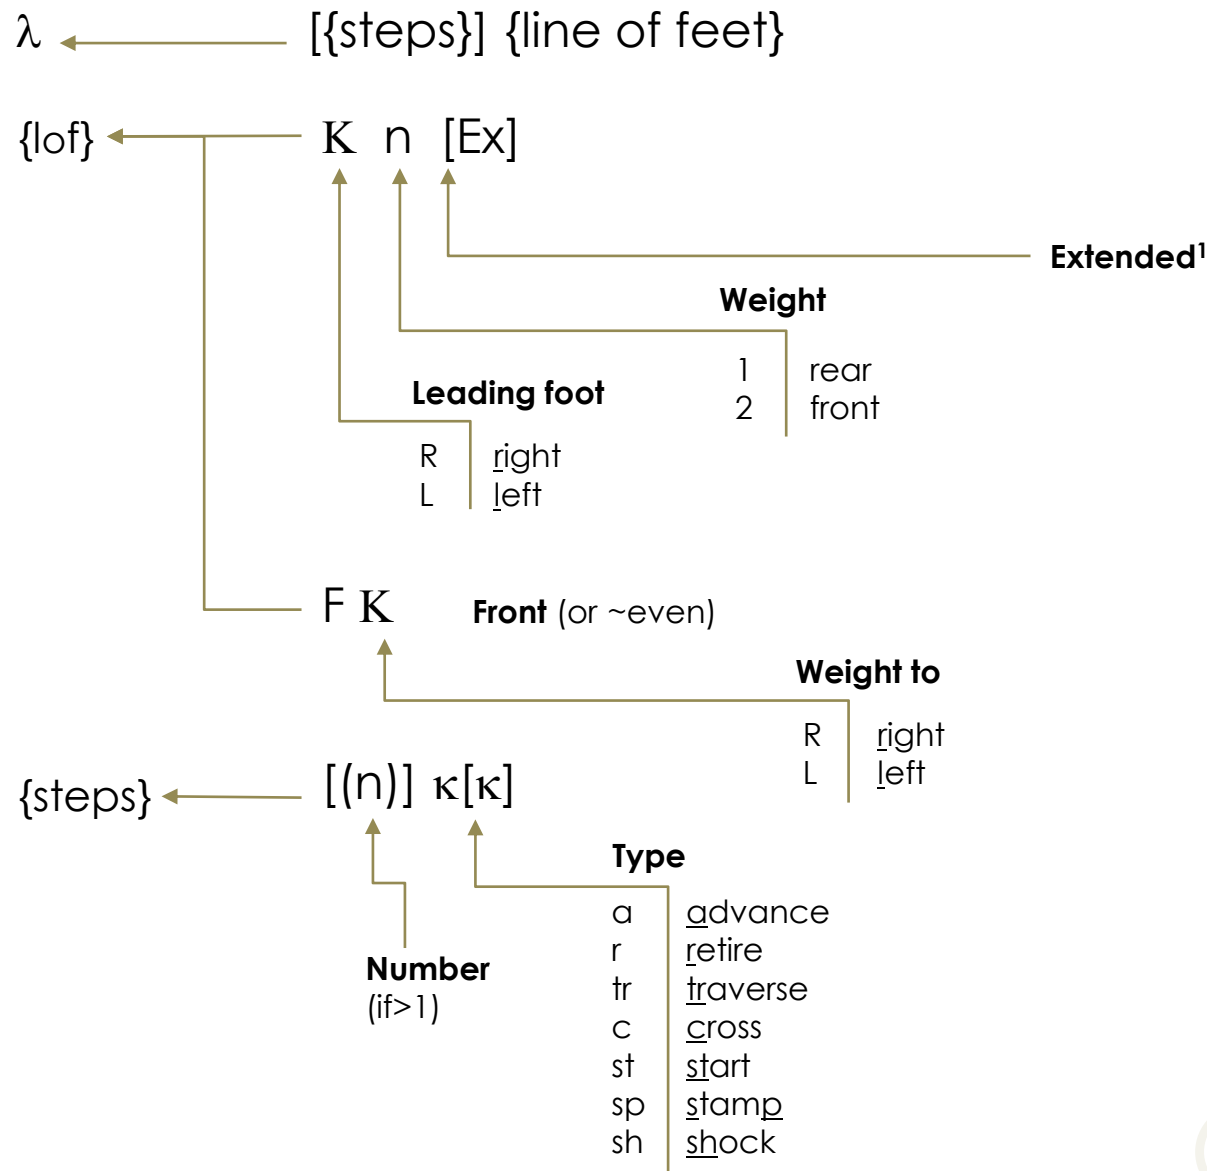 λ [{steps}] {line of feet}
{lof} K n [Ex]
Extended¹
Weight
1 rear
2 front
Leading foot
R right
L left
F K Front (or ~even)
Weight to
R right
L left
{steps} [(n)] κ[κ]
Type
a advance
r retire
tr traverse
c cross
st start
sp stamp
sh shock
Number
(if>1)